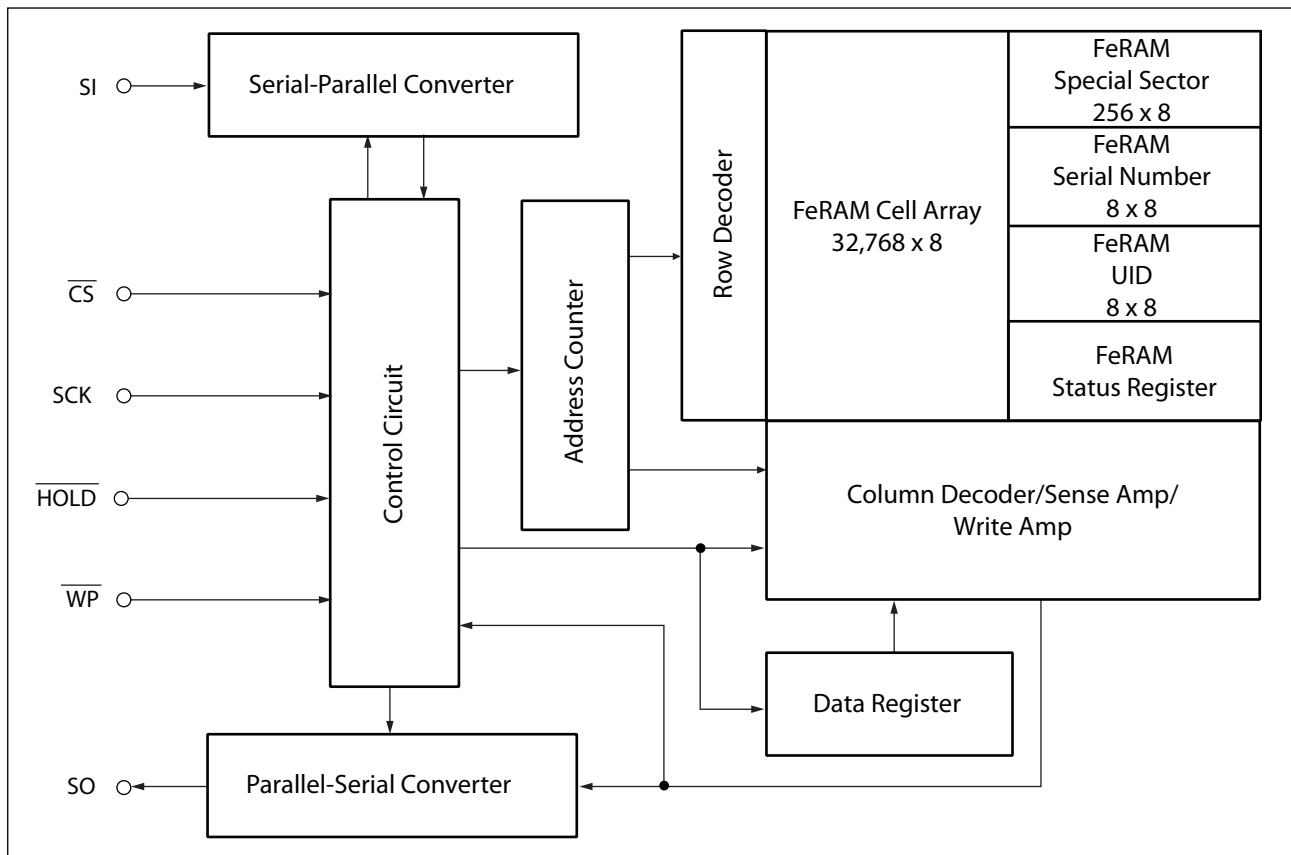 SI
Serial-Parallel Converter
CS
SCK
HOLD
WP
SO
Control Circuit
Address Counter
Row Decoder
FeRAM Cell Array
32,768 x 8
FeRAM
Special Sector
256 x 8
FeRAM
Serial Number
8 x 8
FeRAM
UID
8 x 8
FeRAM
Status Register
Column Decoder/Sense Amp/
Write Amp
Data Register
Parallel-Serial Converter